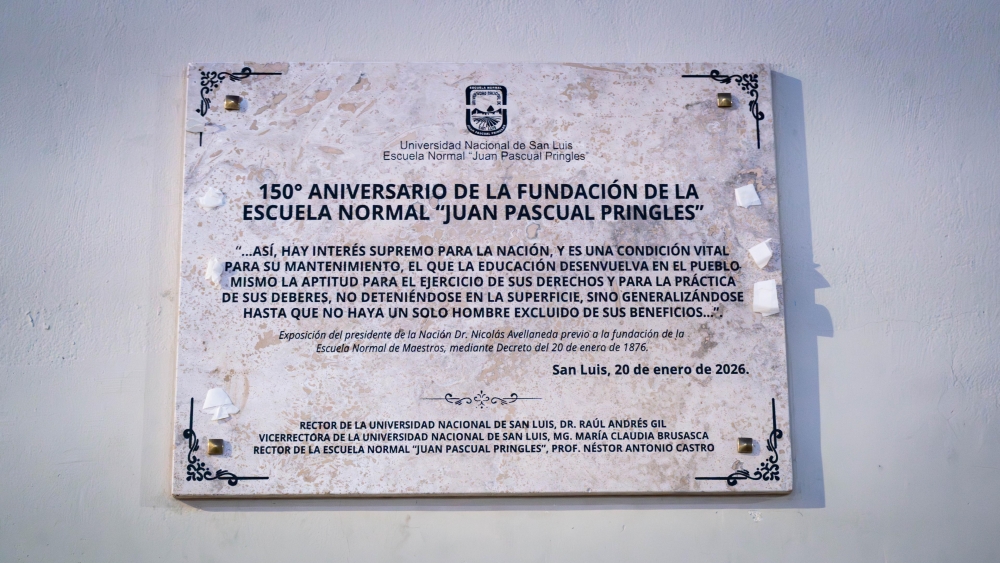 ESCUELA NORMAL
JUAN PASCUAL PRINGLES
Universidad Nacional de San Luis
Escuela Normal “Juan Pascual Pringles”
150° ANIVERSARIO DE LA FUNDACIÓN DE LA
ESCUELA NORMAL “JUAN PASCUAL PRINGLES”
“...ASÍ, HAY INTERÉS SUPREMO PARA LA NACIÓN, Y ES UNA CONDICIÓN VITAL
PARA SU MANTENIMIENTO, EL QUE LA EDUCACIÓN DESENVUELVA EN EL PUEBLO
MISMO LA APTITUD PARA EL EJERCICIO DE SUS DERECHOS Y PARA LA PRÁCTICA
DE SUS DEBERES, NO DETENIÉNDOSE EN LA SUPERFICIE, SINO GENERALIZÁNDOSE
HASTA QUE NO HAYA UN SOLO HOMBRE EXCLUIDO DE SUS BENEFICIOS...”.
Exposición del presidente de la Nación Dr. Nicolás Avellaneda previo a la fundación de la
Escuela Normal de Maestros, mediante Decreto del 20 de enero de 1876.
San Luis, 20 de enero de 2026.
RECTOR DE LA UNIVERSIDAD NACIONAL DE SAN LUIS, DR. RAÚL ANDRÉS GIL
VICERRECTORA DE LA UNIVERSIDAD NACIONAL DE SAN LUIS, MG. MARÍA CLAUDIA BRUSASCA
RECTOR DE LA ESCUELA NORMAL “JUAN PASCUAL PRINGLES”, PROF. NÉSTOR ANTONIO CASTRO